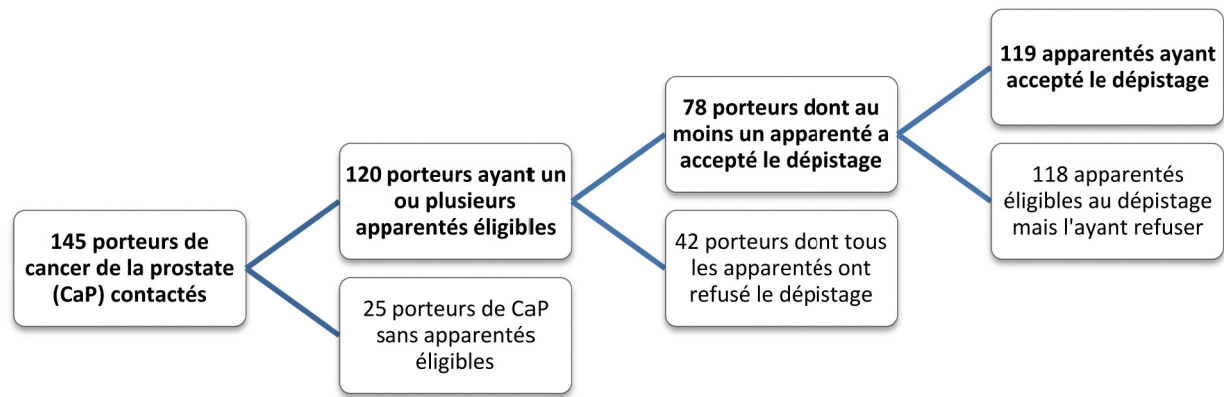 145 porteurs de
cancer de la prostate
(CaP) contactés
120 porteurs ayant un
ou plusieurs
apparentés éligibles
25 porteurs de CaP
sans apparentés
éligibles
78 porteurs dont au
moins un apparenté a
accepté le dépistage
42 porteurs dont tous
les apparentés ont
refusé le dépistage
119 apparentés ayant
accepté le dépistage
118 apparentés
éligibles au dépistage
mais l'ayant refuser